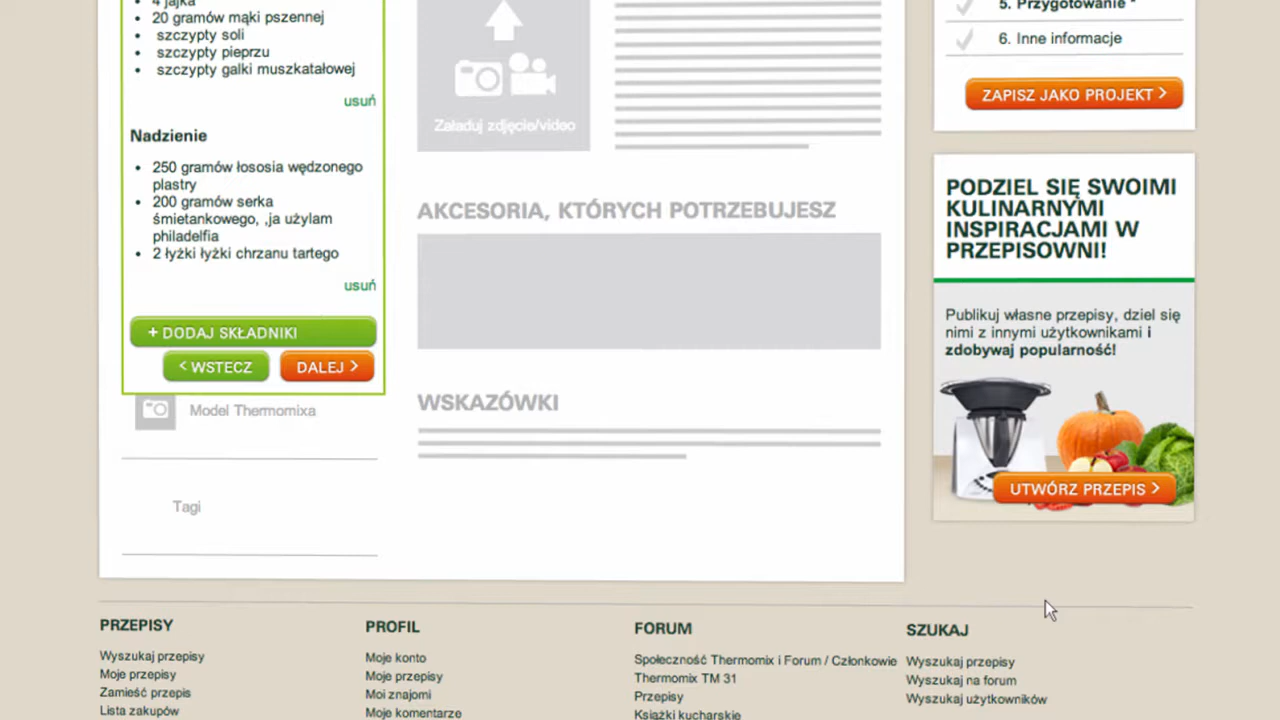 4 jajka
20 gramów mąki pszennej
szczypty soli
szczypty pieprzu
szczypty galki muszkatałowej
usuń
Nadzienie
250 gramów łososia wędzonego
plastry
200 gramów serka
śmietankowego, ,ja użylam
philadelfia
2 łyżki łyżki chrzanu tartego
usuń
+ DODAJ SKŁADNIKI
< WSTECZ
DALEJ >
Model Thermomixa
Tagi
Załaduj zdjęcie/video
AKCESORIA, KTÓRYCH POTRZEBUJESZ
WSKAZÓWKI
5. Przygotowanie *
6. Inne informacje
ZAPISZ JAKO PROJEKT >
PODZIEL SIĘ SWOIMI
KULINARNYMI
INSPIRACJAMI W
PRZEPISOWNI!
Publikuj własne przepisy, dziel się
nimi z innymi użytkownikami i
zdobywaj popularność!
UTWÓRZ PRZEPIS >
PRZEPISY
Wyszukaj przepisy
Moje przepisy
Zamieść przepis
Lista zakupów
PROFIL
Moje konto
Moje przepisy
Moi znajomi
Moje komentarze
FORUM
Społeczność Thermomix i Forum / Członkowie
Thermomix TM 31
Przepisy
Książki kucharskie
SZUKAJ
Wyszukaj przepisy
Wyszukaj na forum
Wyszukaj użytkowników